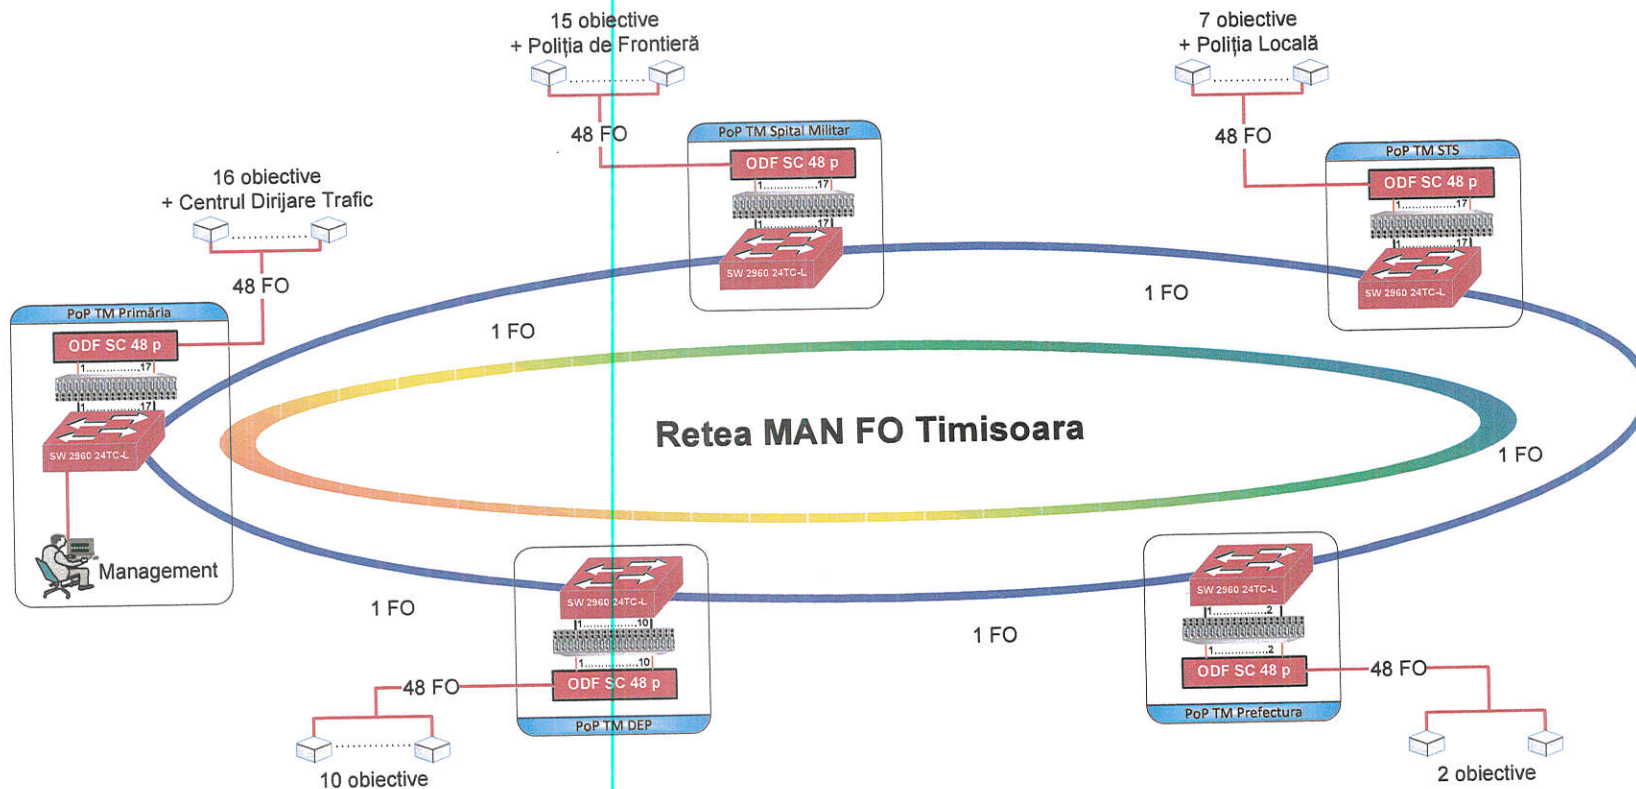 15 obiective
+ Poliția de Frontieră
48 FO
7 obiective
+ Poliția Locală
48 FO
16 obiective
+ Centrul Dirijare Trafic
48 FO
PoP TM Spital Militar
ODF SC 48 p
1...............17
1...............17
SW 2960 24TC-L
PoP TM STS
ODF SC 48 p
1...............17
1...............17
SW 2960 24TC-L
PoP TM Primăria
ODF SC 48 p
1...............17
1...............17
SW 2960 24TC-L
Management
1 FO
1 FO
Retea MAN FO Timisoara
1 FO
1 FO
1 FO
SW 2960 24TC-L
1...............10
1...............10
ODF SC 48 p
PoP TM DEP
48 FO
10 obiective
SW 2960 24TC-L
1...............2
1...............2
ODF SC 48 p
PoP TM Prefectura
48 FO
2 obiective